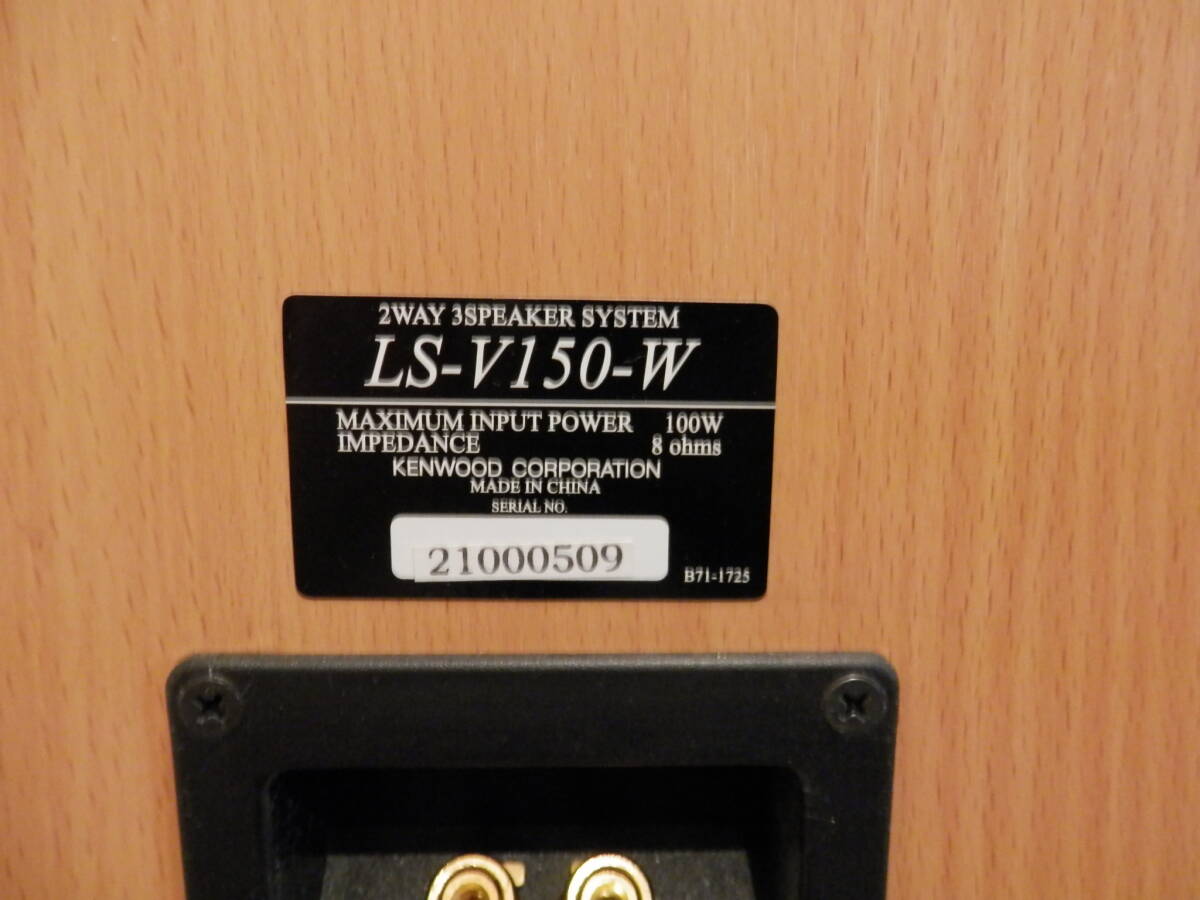 2WAY 3SPEAKER SYSTEM
LS-V150-W
MAXIMUM INPUT POWER 100W
IMPEDANCE 8 ohms
KENWOOD CORPORATION
MADE IN CHINA
SERIAL NO.
21000509
B71-1725